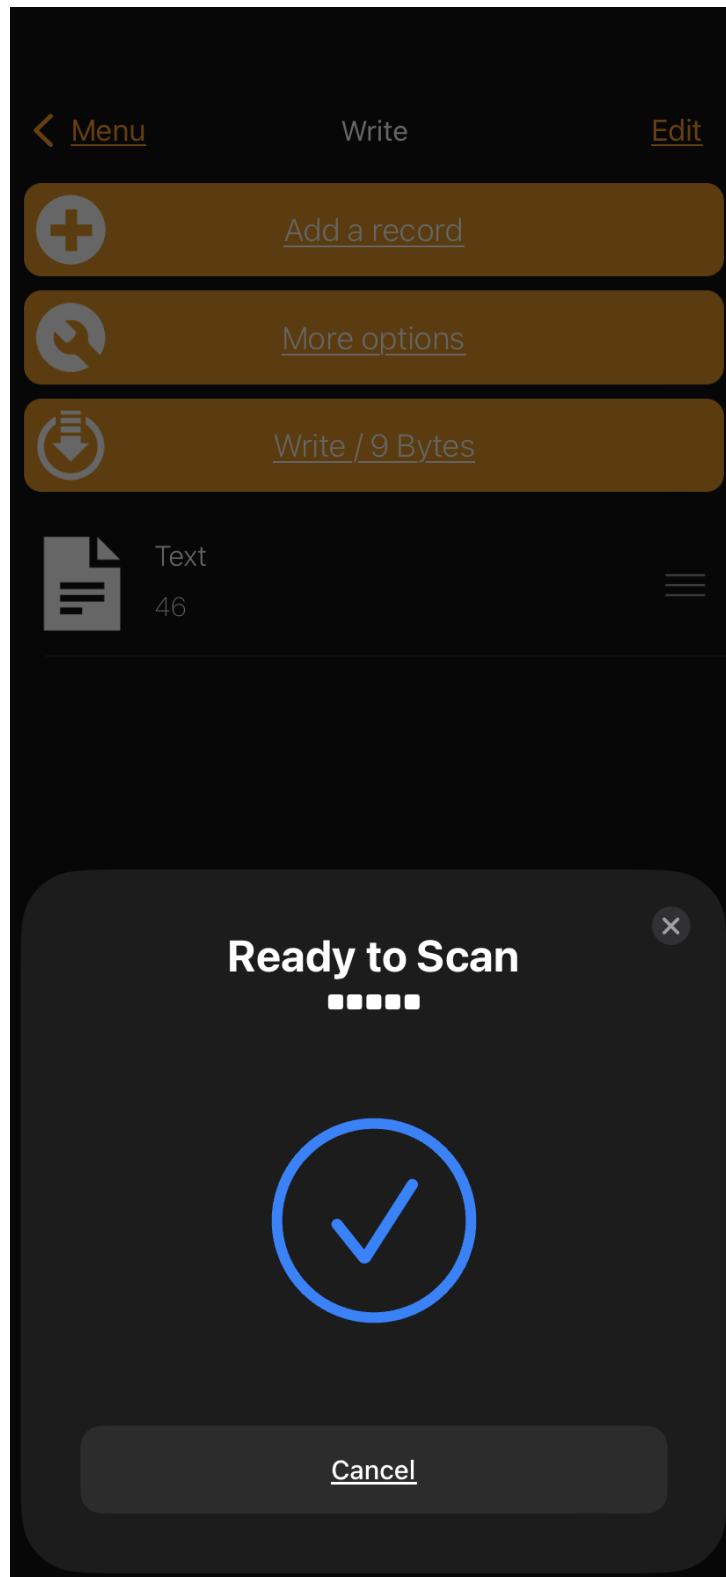 Menu
Write
Edit
Add a record
More options
Write / 9 Bytes
Text
46
Ready to Scan
Cancel